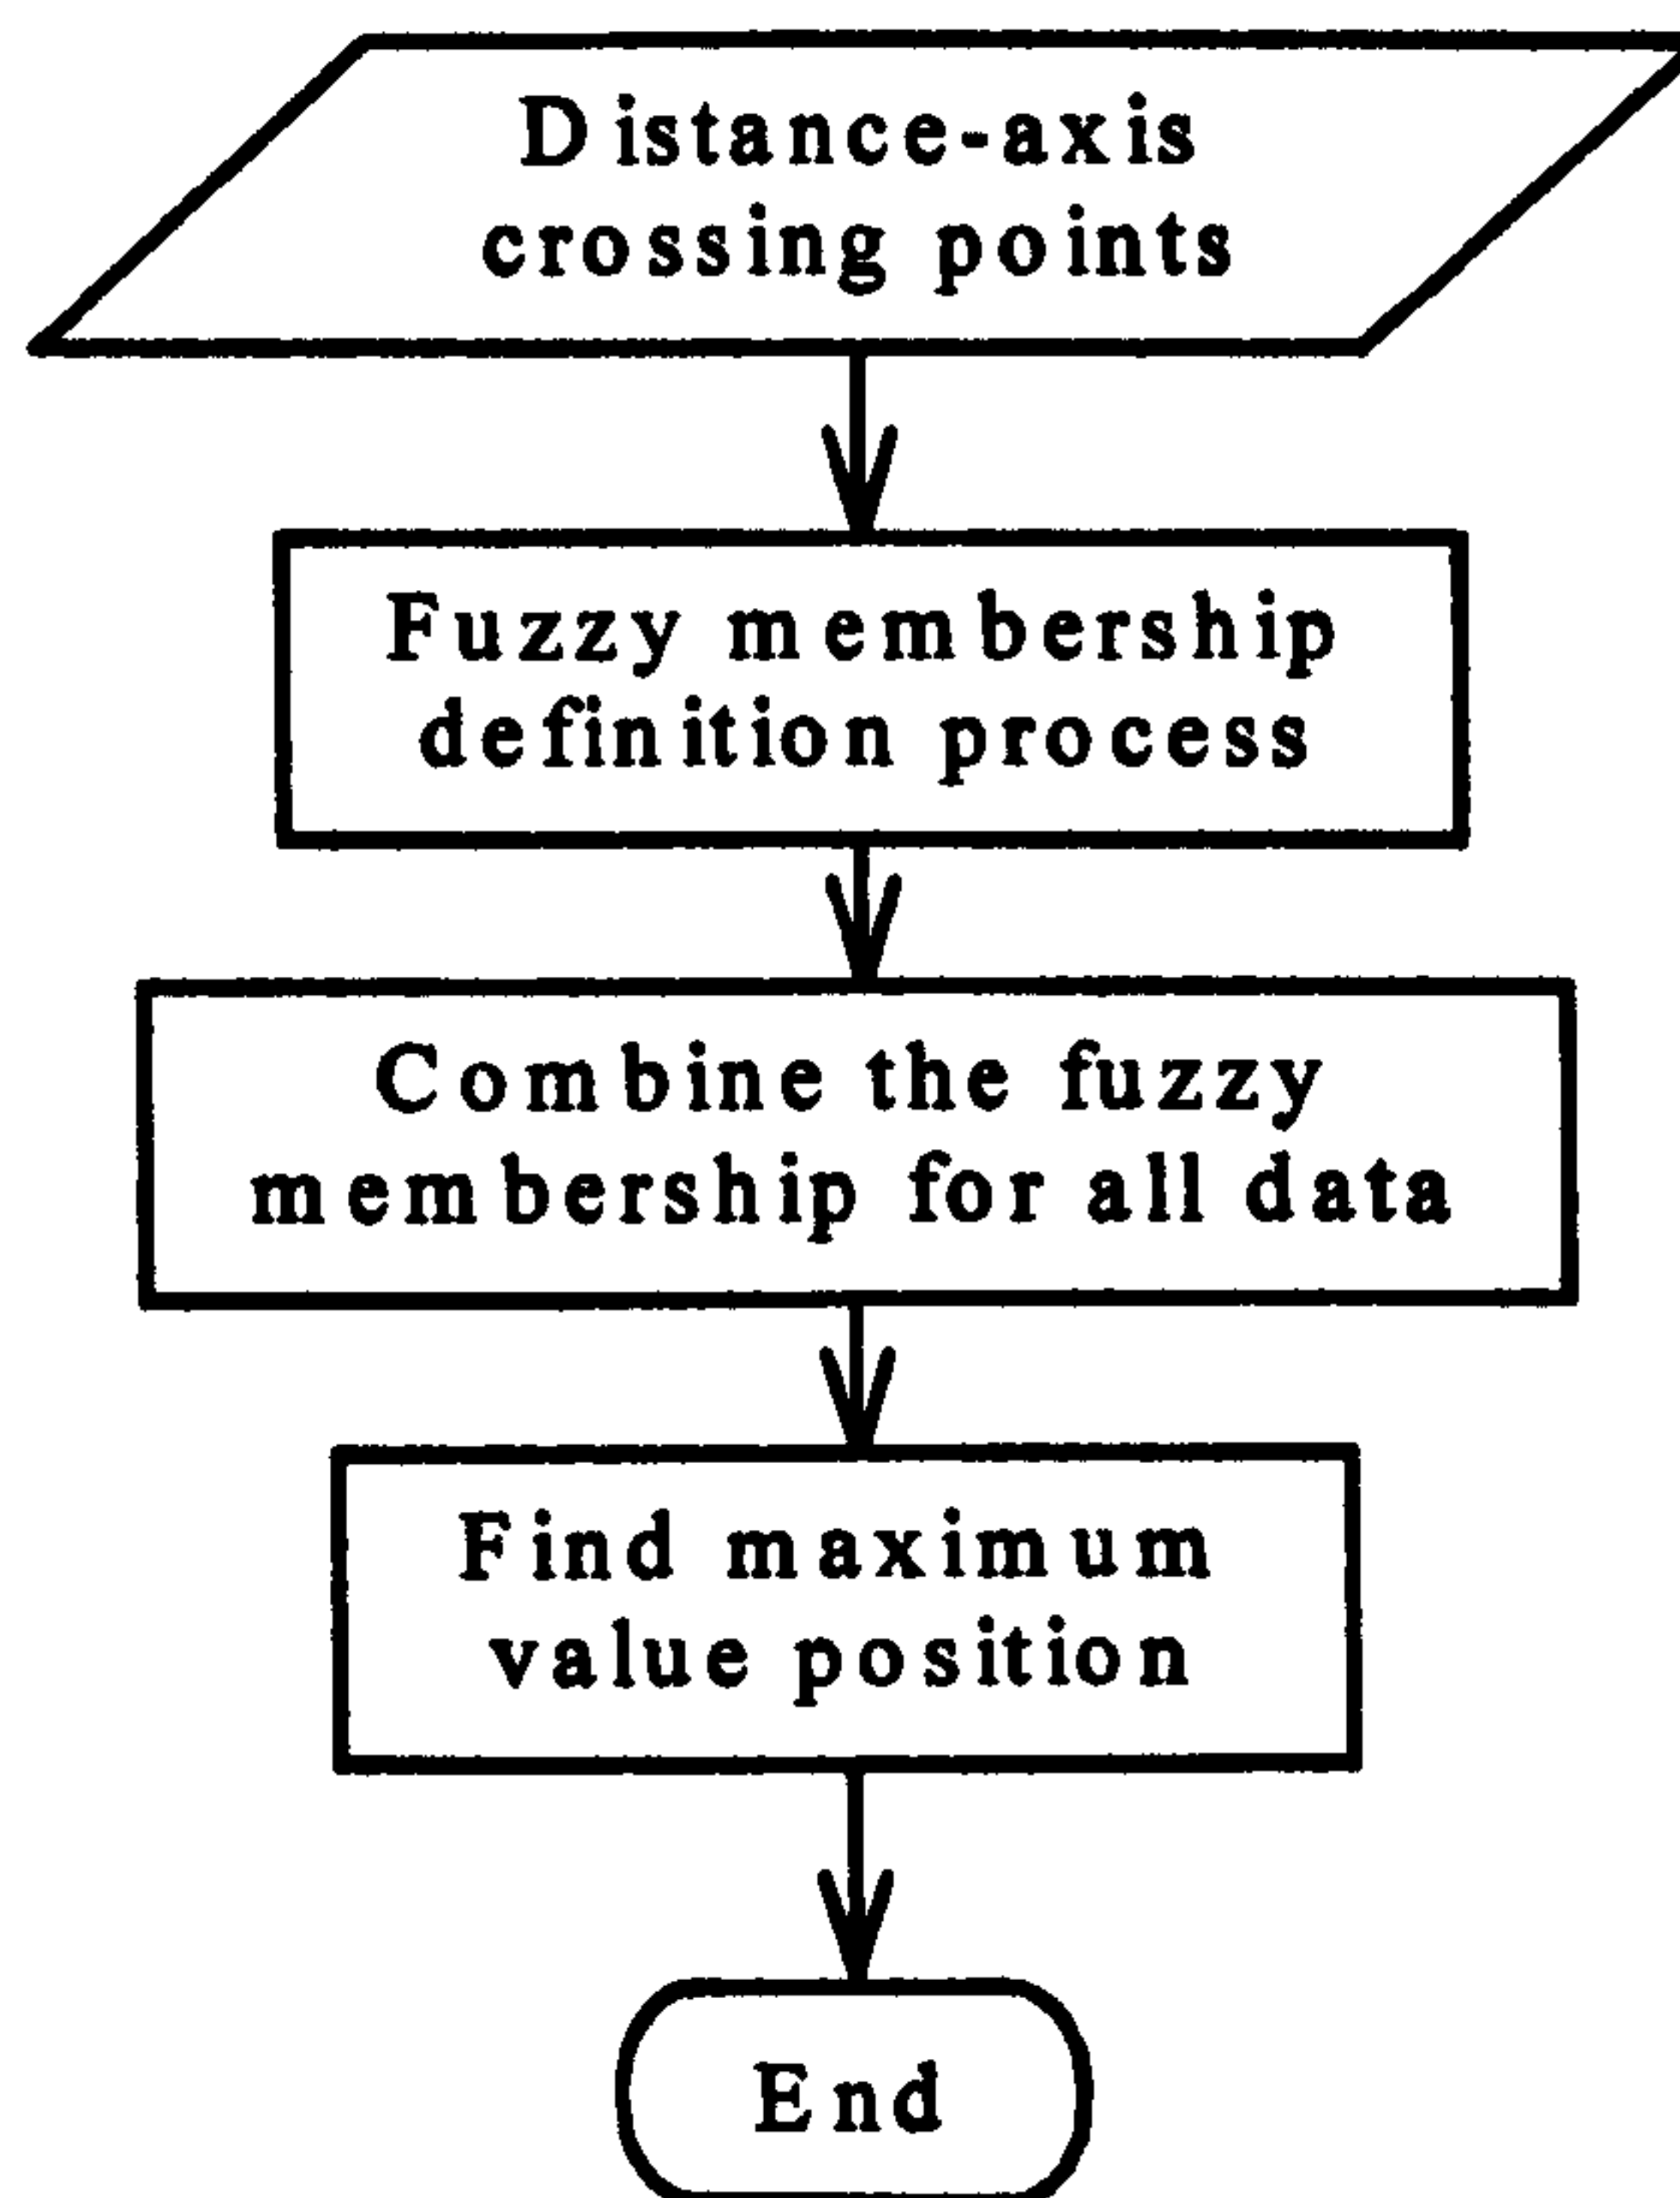 Distance-axis
crossing points
Fuzzy membership
definition process
Combine the fuzzy
membership for all data
Find maximum
value position
End